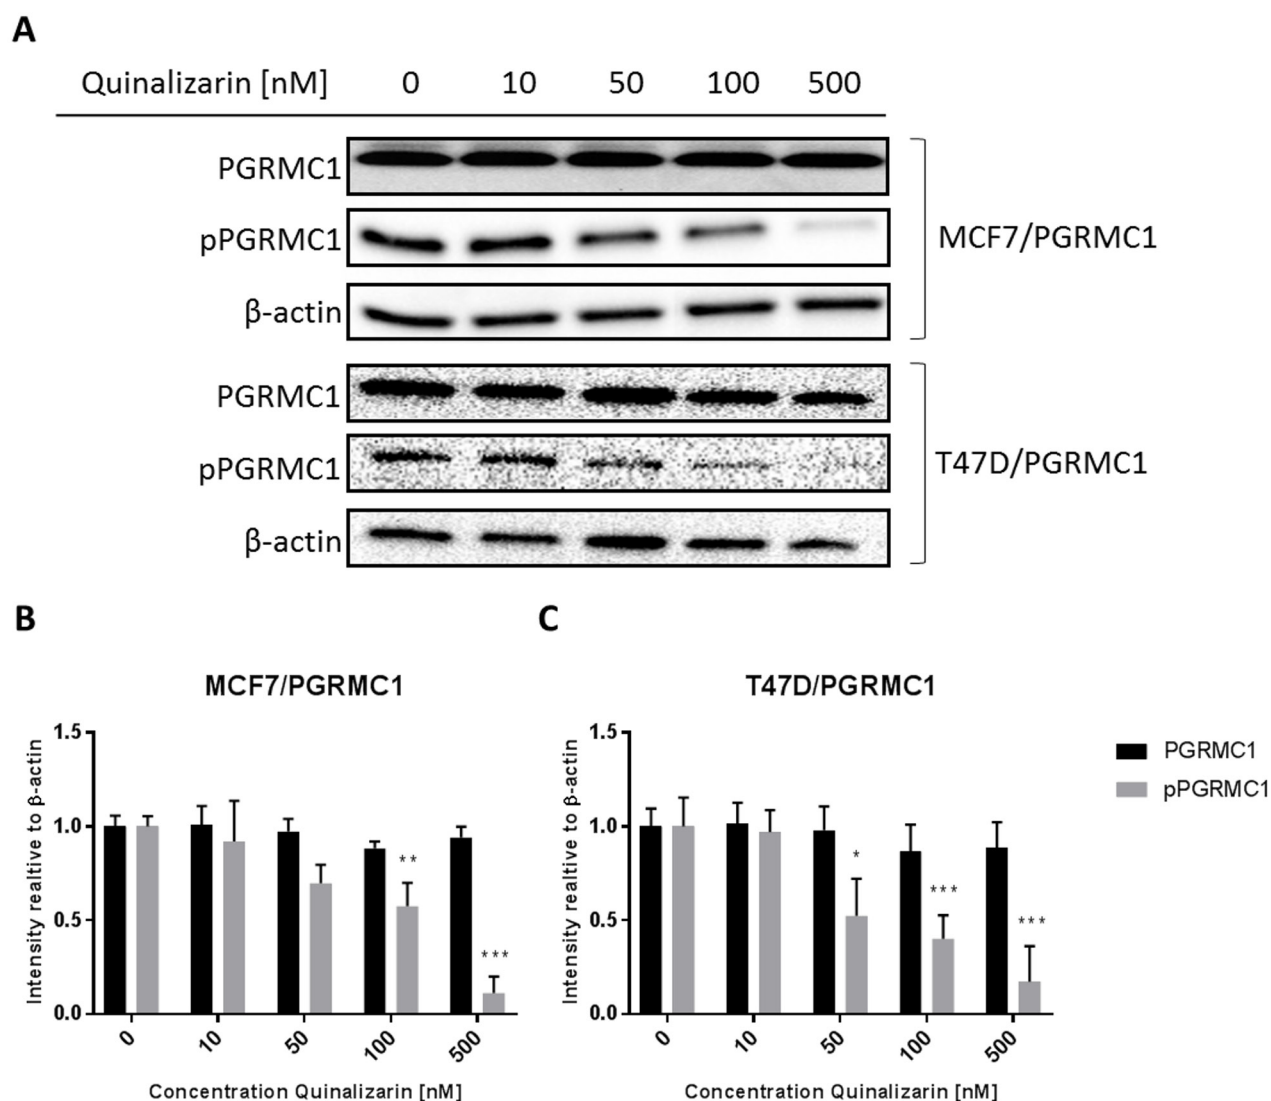 A
Quinalizarin [nM] 0 10 50 100 500
PGRMC1
pPGRMC1
β-actin
MCF7/PGRMC1
PGRMC1
pPGRMC1
β-actin
T47D/PGRMC1
B
MCF7/PGRMC1
Intensity realtive to β-actin
1.5
1.0
0.5
0.0
**
***
0 10 50 100 500
Concentration Quinalizarin [nM]
C
T47D/PGRMC1
Intensity realtive to β-actin
1.5
1.0
0.5
0.0
*
***
***
0 10 50 100 500
Concentration Quinalizarin [nM]
PGRMC1
pPGRMC1